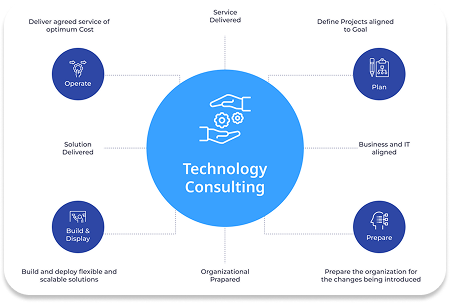 Deliver agreed service of
optimum Cost
Service
Delivered
Define Projects aligned
to Goal
Operate
Plan
Solution
Delivered
Technology
Consulting
Business and IT
aligned
Build &
Display
Prepare
Build and deploy flexible and
scalable solutions
Organizational
Prapared
Prepare the organization for
the changes being introduced